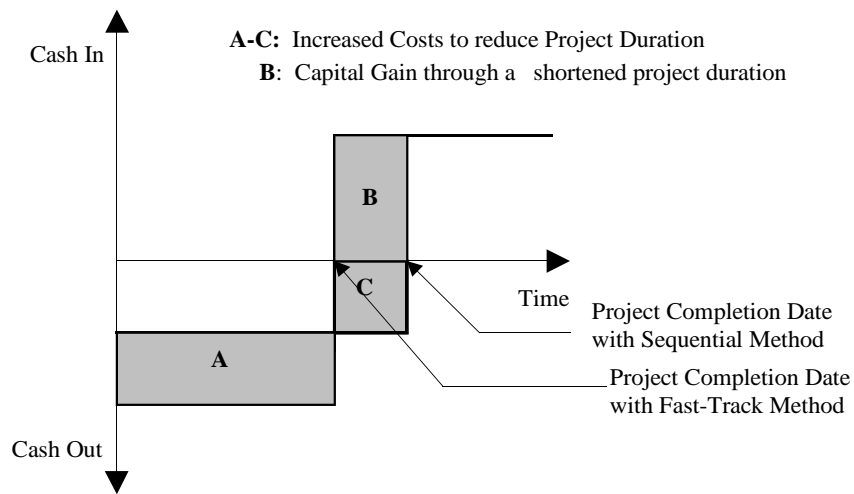 A-C: Increased Costs to reduce Project Duration
Cash In
B: Capital Gain through a shortened project duration
B
C
Time
Project Completion Date
with Sequential Method
A
Project Completion Date
with Fast-Track Method
Cash Out